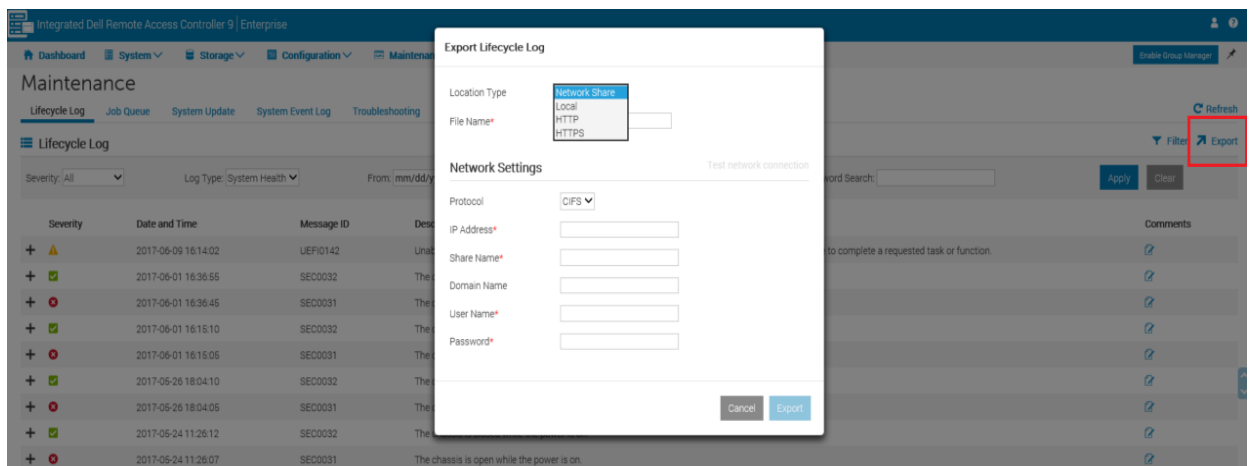 Integrated Dell Remote Access Controller 9 | Enterprise
Dashboard System Storage Configuration Maintenan Enable Group Manager
Maintenance
Lifecycle Log Job Queue System Update System Event Log Troubleshooting Refresh
Lifecycle Log Filter Export
Severity: All Log Type: System Health From: mm/dd/y word Search: Apply Clear
Severity Date and Time Message ID Desc Comments
2017-06-09 16:14:02 UEFI0142 Unab to complete a requested task or function.
2017-06-01 16:36:55 SEC0032 The c
2017-06-01 16:36:45 SEC0031 The c
2017-06-01 16:15:10 SEC0032 The c
2017-06-01 16:15:05 SEC0031 The c
2017-05-26 18:04:10 SEC0032 The c
2017-05-26 18:04:05 SEC0031 The c
2017-05-24 11:26:12 SEC0032 The
2017-05-24 11:26:07 SEC0031 The chassis is open while the power is on.
Export Lifecycle Log
Location Type Network Share
Local
HTTP
HTTPS
File Name*
Network Settings Test network connection
Protocol CIFS
IP Address*
Share Name*
Domain Name
User Name*
Password*
Cancel Export